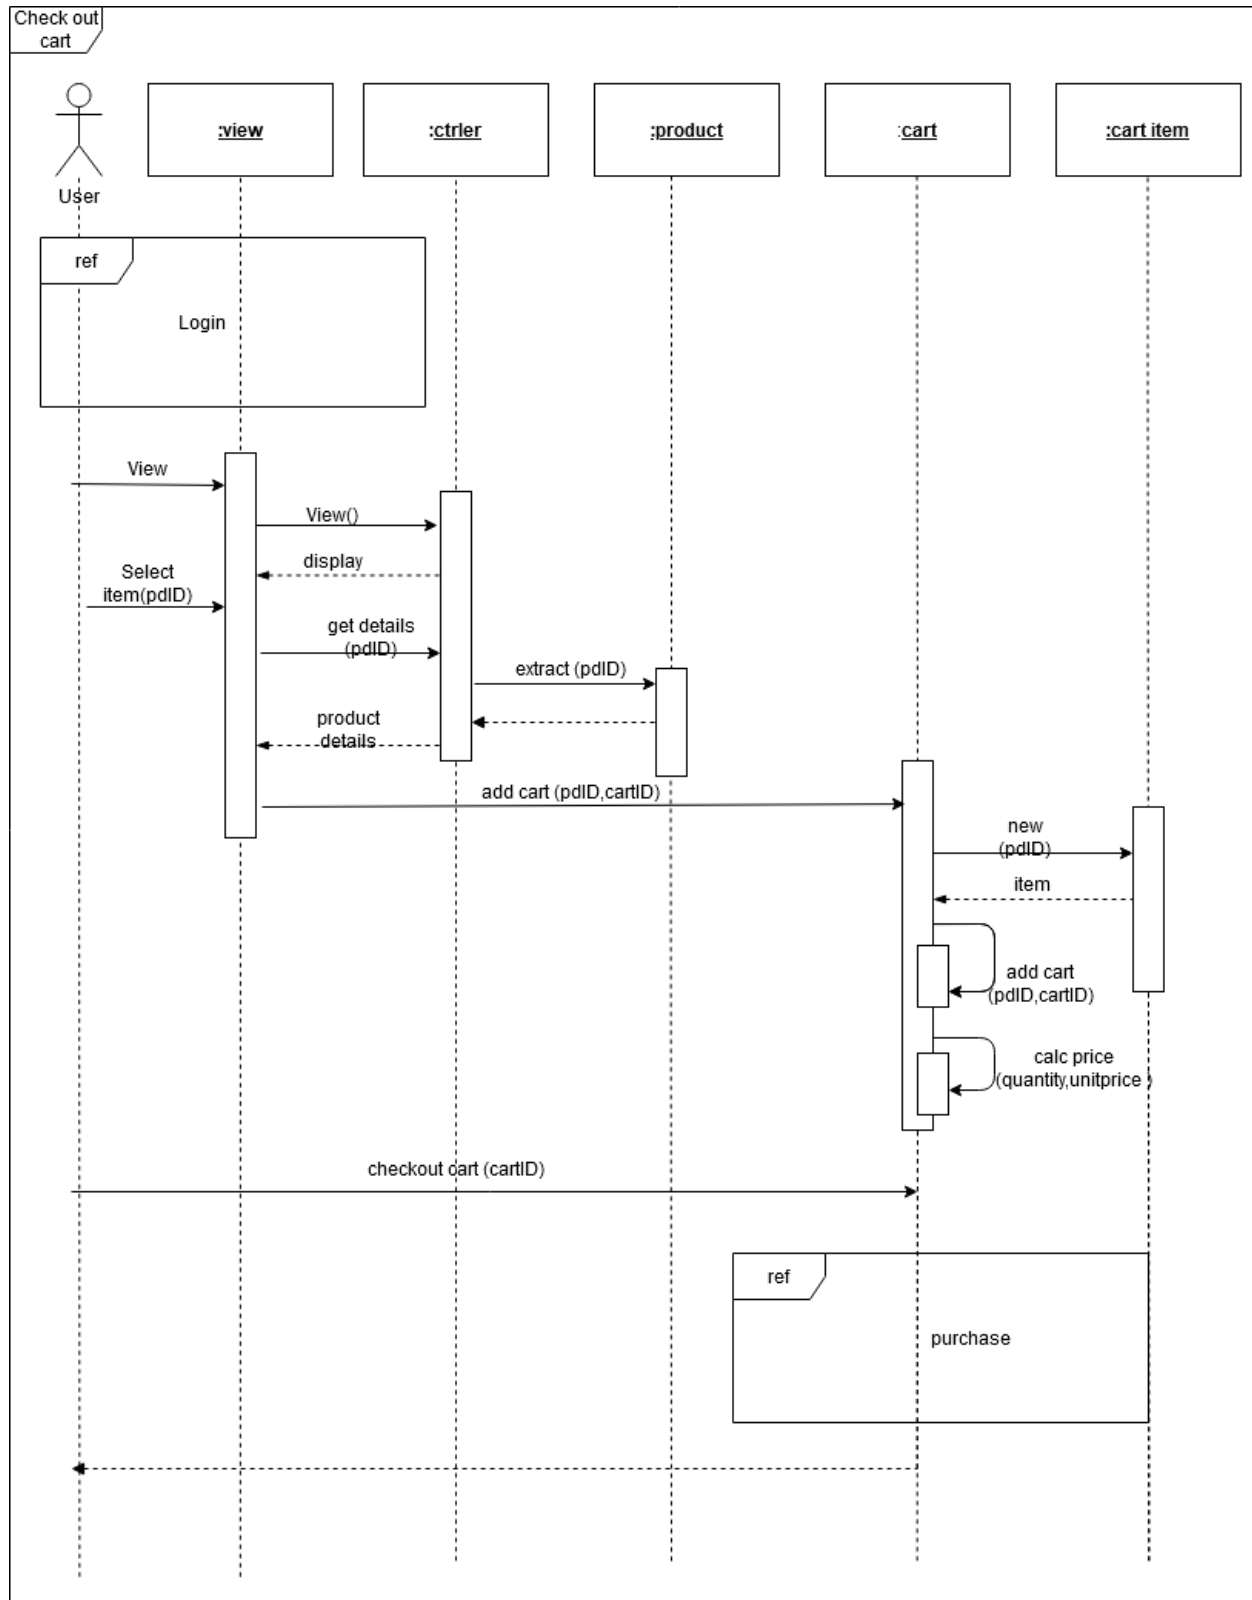 Check out
cart
:view
:ctrler
:product
:cart
:cart item
User
ref
Login
View
View()
display
Select
item(pdID)
get details
(pdID)
extract (pdID)
product
details
add cart (pdID,cartID)
new
(pdID)
item
add cart
(pdID,cartID)
calc price
(quantity,unitprice )
checkout cart (cartID)
ref
purchase